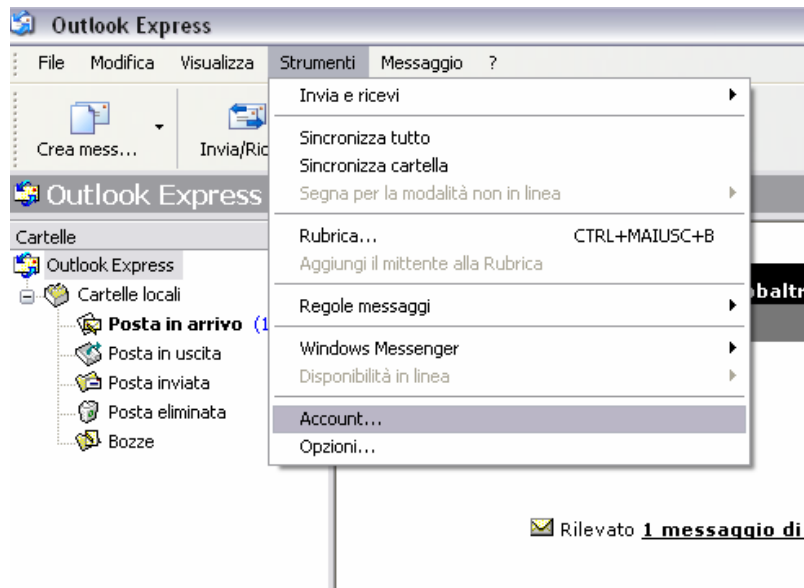 Outlook Express
File Modifica Visualizza Strumenti Messaggio ?
Crea mess... Invia/Ric
Invia e ricevi
Sincronizza tutto
Sincronizza cartella
Segna per la modalità non in linea
Rubrica... CTRL+MAIUSC+B
Aggiungi il mittente alla Rubrica
Regole messaggi
Windows Messenger
Disponibilità in linea
Account...
Opzioni...
Outlook Express
Cartelle
Outlook Express
Cartelle locali
Posta in arrivo (1
Posta in uscita
Posta inviata
Posta eliminata
Bozze
obaltr
Rilevato 1 messaggio di